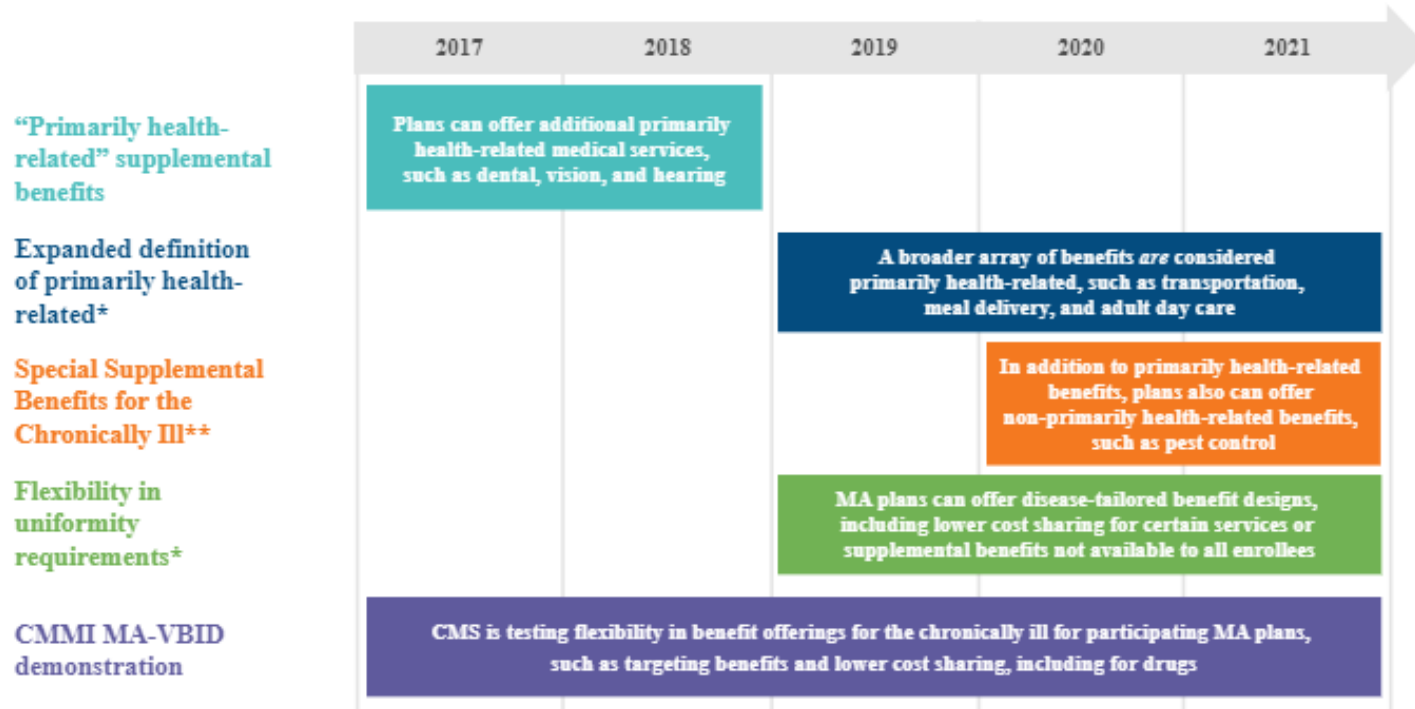 2017 2018 2019 2020 2021
“Primarily health-
related” supplemental
benefits
Plans can offer additional primarily
health-related medical services,
such as dental, vision, and hearing
Expanded definition
of primarily health-
related*
A broader array of benefits are considered
primarily health-related, such as transportation,
meal delivery, and adult day care
Special Supplemental
Benefits for the
Chronically Ill**
In addition to primarily health-related
benefits, plans also can offer
non-primarily health-related benefits,
such as pest control
Flexibility in
uniformity
requirements*
MA plans can offer disease-tailored benefit designs,
including lower cost sharing for certain services or
supplemental benefits not available to all enrollees
CMMI MA-VBID
demonstration
CMS is testing flexibility in benefit offerings for the chronically ill for participating MA plans,
such as targeting benefits and lower cost sharing, including for drugs